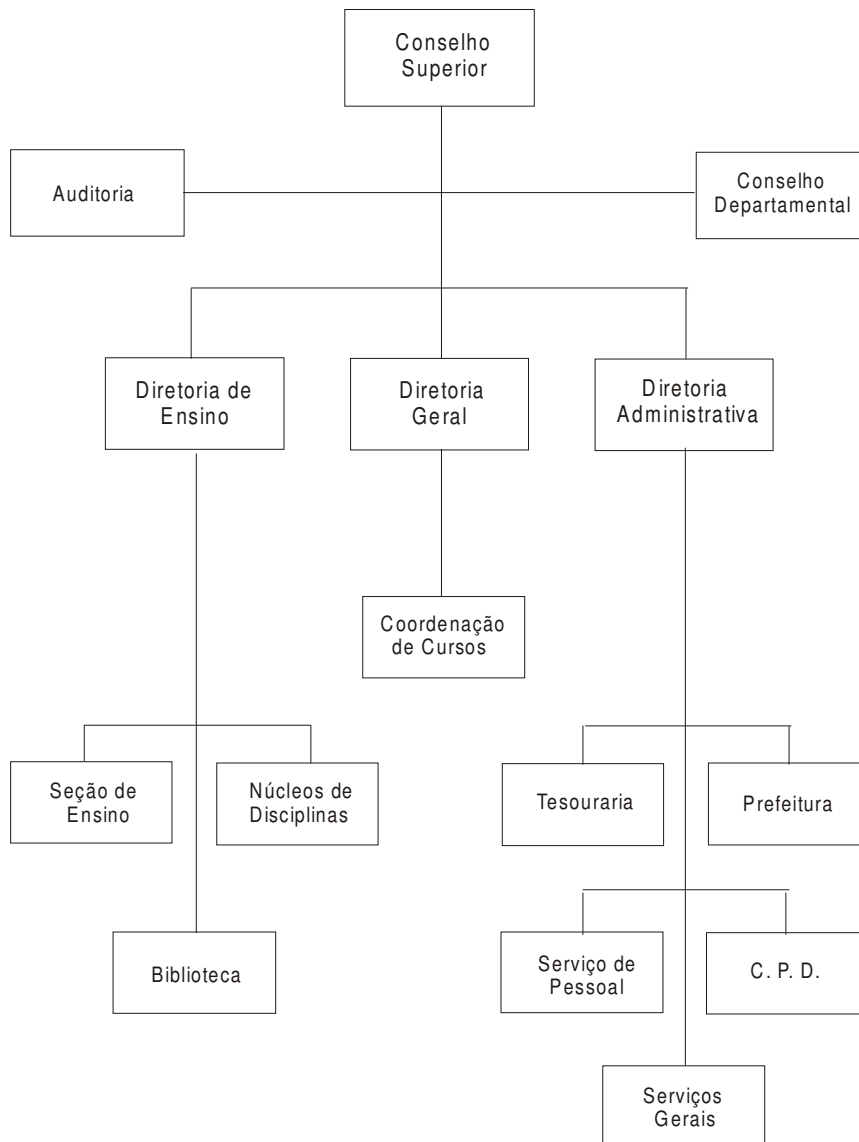 Conselho
Superior
Auditoria
Conselho
Departamental
Diretoria de
Ensino
Diretoria
Geral
Diretoria
Administrativa
Coordenação
de Cursos
Seção de
Ensino
Núcleos de
Disciplinas
Tesouraria
Prefeitura
Biblioteca
Serviço de
Pessoal
C. P. D.
Serviços
Gerais